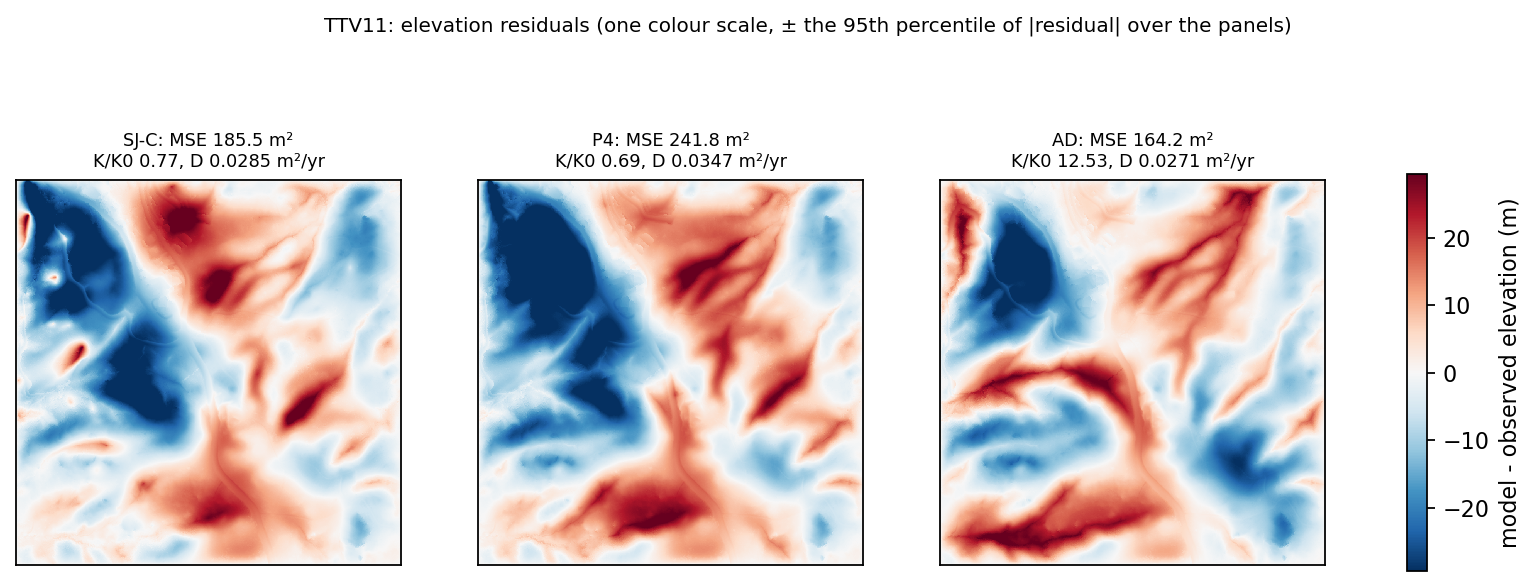 TTV11: elevation residuals (one colour scale, ± the 95th percentile of |residual| over the panels)
SJ-C: MSE 185.5 m²
K/K0 0.77, D 0.0285 m²/yr
P4: MSE 241.8 m²
K/K0 0.69, D 0.0347 m²/yr
AD: MSE 164.2 m²
K/K0 12.53, D 0.0271 m²/yr
20
10
0
−10
−20
model - observed elevation (m)